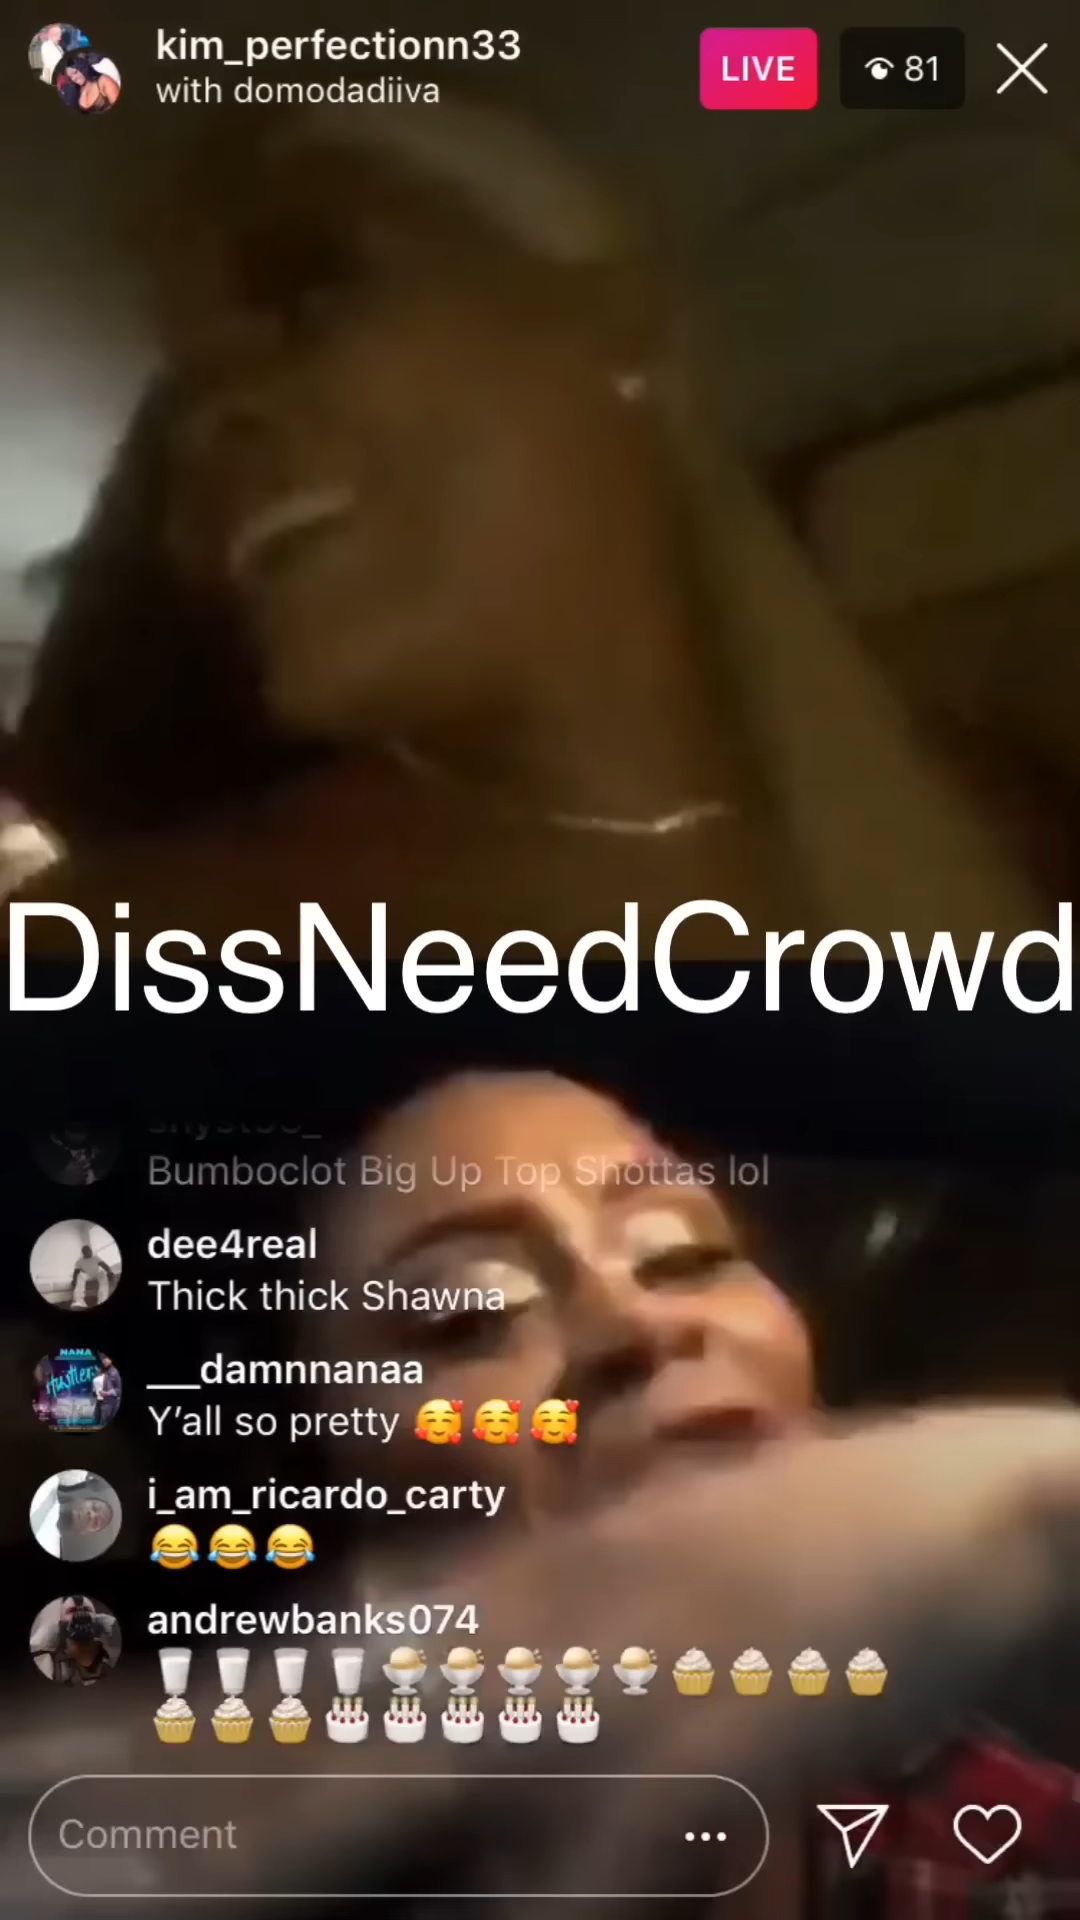 kim_perfectionn33
with domodadiiva
LIVE
81
DissNeedCrowd
Bumboclot Big Up Top Shottas lol
dee4real
Thick thick Shawna
___damnnanaa
Y’all so pretty 🥰🥰🥰
i_am_ricardo_carty
😂😂😂
andrewbanks074
🥛🥛🥛🥛🍨🍨🍨🍨🍨🧁🧁🧁🧁
🧁🧁🧁🎂🎂🎂🎂🎂
Comment